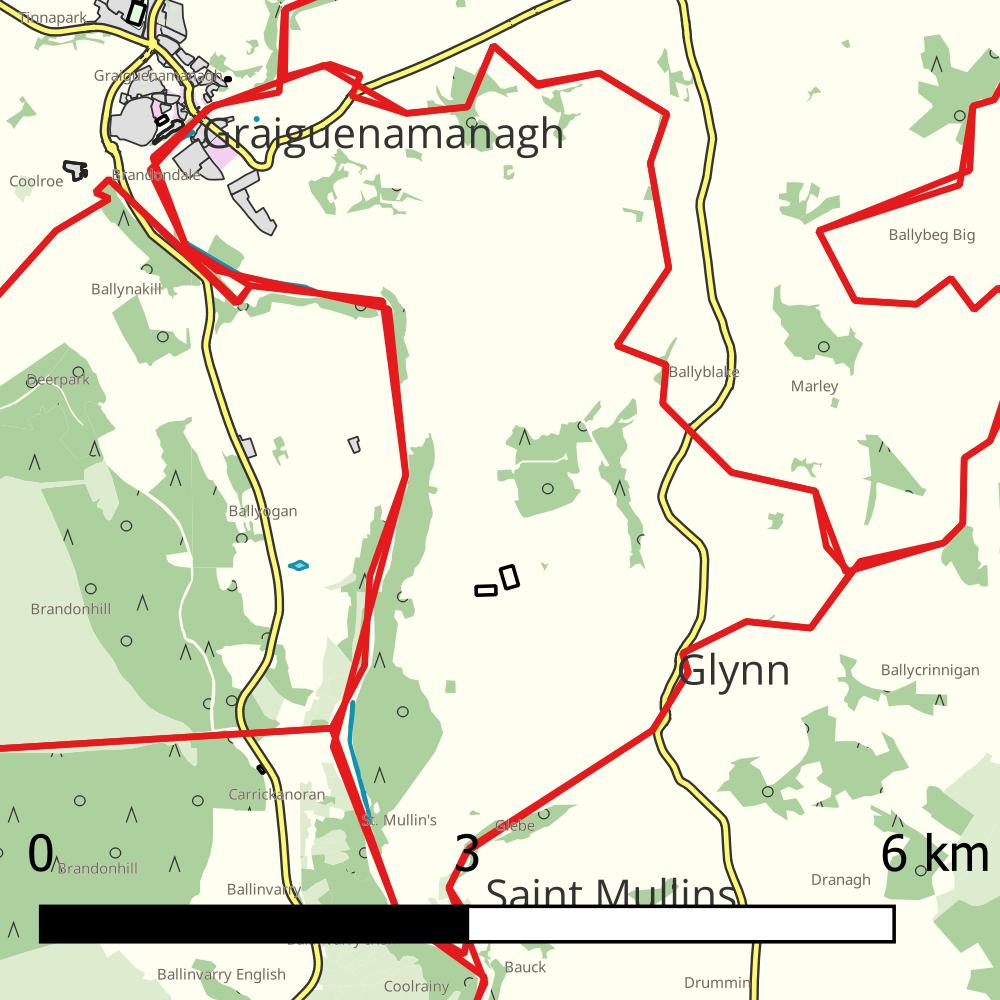 Tinnapark
Graiguenamanagh
Graiguenamanagh
Brandondale
Coolroe
Ballybeg Big
Ballynakill
Ballyblake
Deerpark
Marley
Ballyogan
Brandonhill
Glynn
Ballycrinnigan
Carrickanoran
St. Mullin's
Glebe
0 3 6 km
Brandonhill
Dranagh
Ballinvarry
Saint Mullins
Bauck
Ballinvarry English
Drummin
Coolrainy